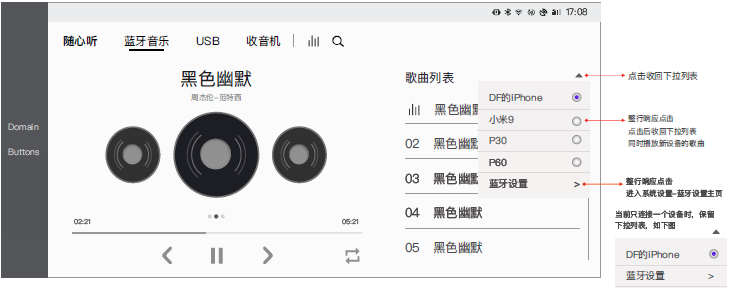 17:08
随心听 蓝牙音乐 USB 收音机
黑色幽默
周杰伦-范特西
Domain
Buttons
02:21 05:21
歌曲列表
黑色幽默
02 黑色幽默
03 黑色幽默
04 黑色幽默
05 黑色幽默
DF的iPhone
小米9
P30
P60
蓝牙设置 >
点击收回下拉列表
整行响应点击
点击后收回下拉列表
同时播放新设备的歌曲
整行响应点击
进入系统设置-蓝牙设置主页
当前只连接一个设备时，保留
下拉列表，如下图
DF的iPhone
蓝牙设置 >